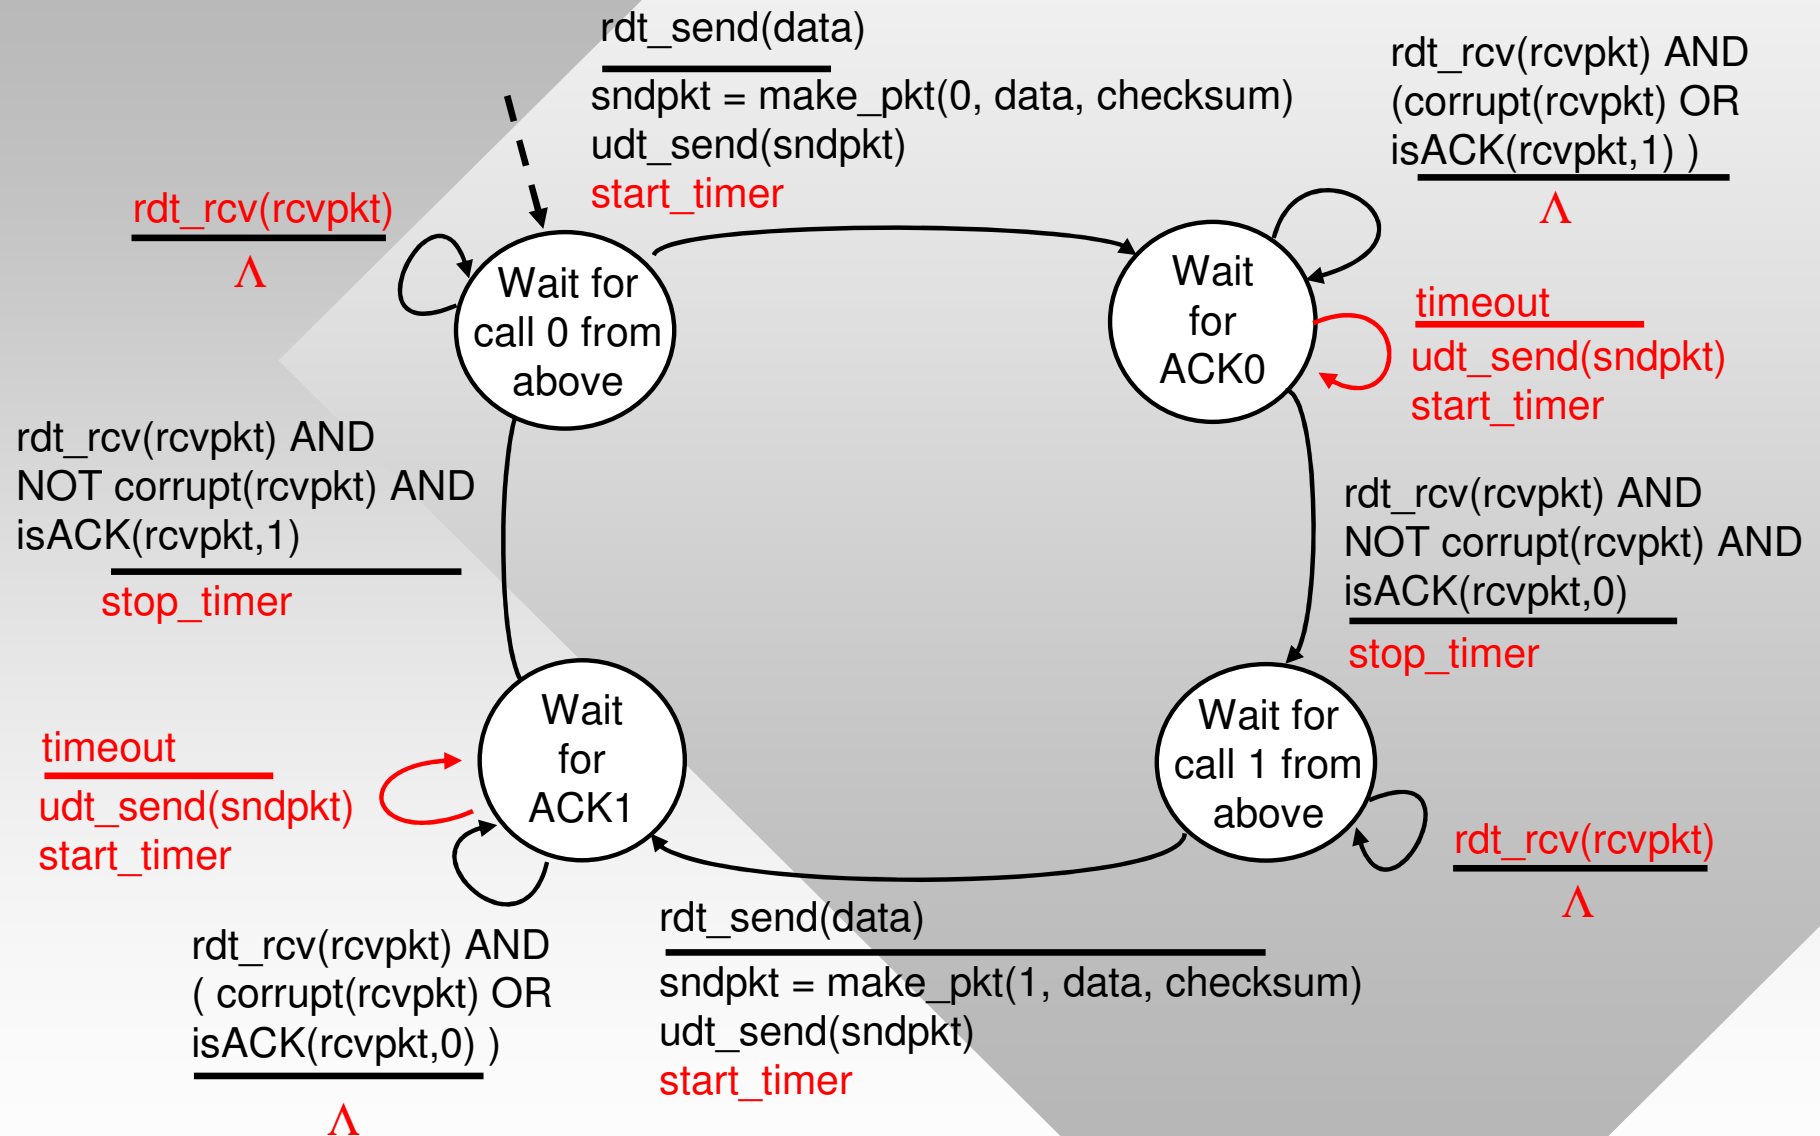 rdt_send(data)
sndpkt = make_pkt(0, data, checksum)
udt_send(sndpkt)
start_timer
rdt_rcv(rcvpkt) AND
(corrupt(rcvpkt) OR
isACK(rcvpkt,1) )
Λ
rdt_rcv(rcvpkt)
Λ
Wait for
call 0 from
above
Wait
for
ACK0
timeout
udt_send(sndpkt)
start_timer
rdt_rcv(rcvpkt) AND
NOT corrupt(rcvpkt) AND
isACK(rcvpkt,1)
stop_timer
rdt_rcv(rcvpkt) AND
NOT corrupt(rcvpkt) AND
isACK(rcvpkt,0)
stop_timer
Wait
for
ACK1
Wait for
call 1 from
above
timeout
udt_send(sndpkt)
start_timer
rdt_rcv(rcvpkt)
Λ
rdt_rcv(rcvpkt) AND
( corrupt(rcvpkt) OR
isACK(rcvpkt,0) )
Λ
rdt_send(data)
sndpkt = make_pkt(1, data, checksum)
udt_send(sndpkt)
start_timer